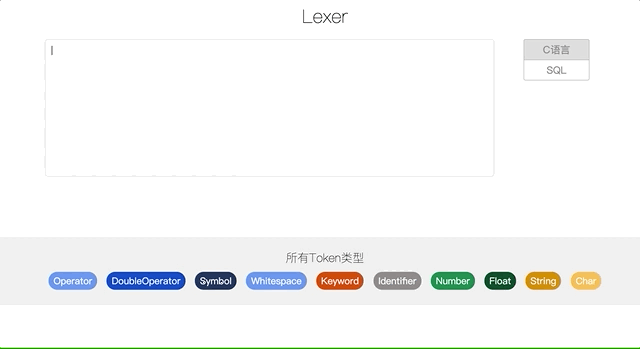 Lexer
C语言
SQL
所有Token类型
Operator DoubleOperator Symbol Whitespace Keyword Identifier Number Float String Char